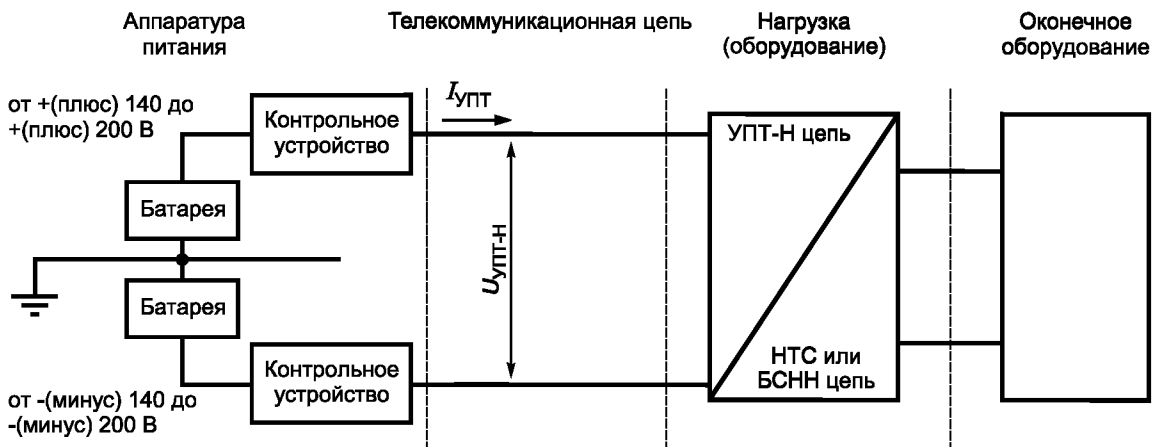 Аппаратура
питания
Телекоммуникационная цепь
Нагрузка
(оборудование)
Оконечное
оборудование
от +(плюс) 140 до
+(плюс) 200 В
Контрольное
устройство
IУПТ
УПТ-Н цепь
Батарея
UУПТ-Н
Батарея
Контрольное
устройство
НТС или
БСНН цепь
от -(минус) 140 до
-(минус) 200 В